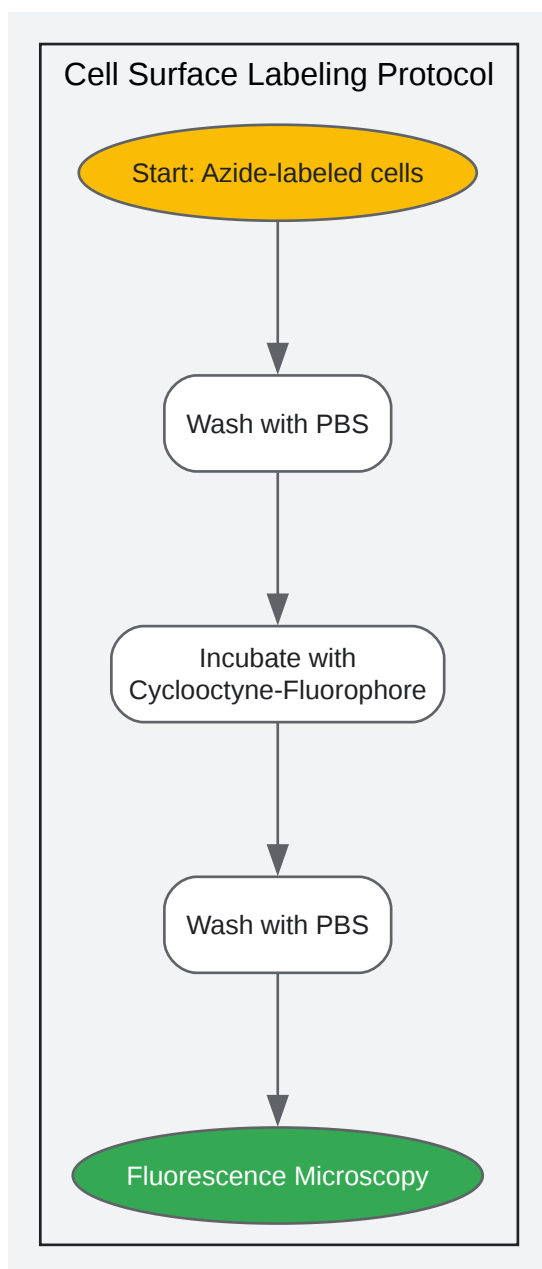 Cell Surface Labeling Protocol
Start: Azide-labeled cells
Wash with PBS
Incubate with
Cyclooctyne-Fluorophore
Wash with PBS
Fluorescence Microscopy